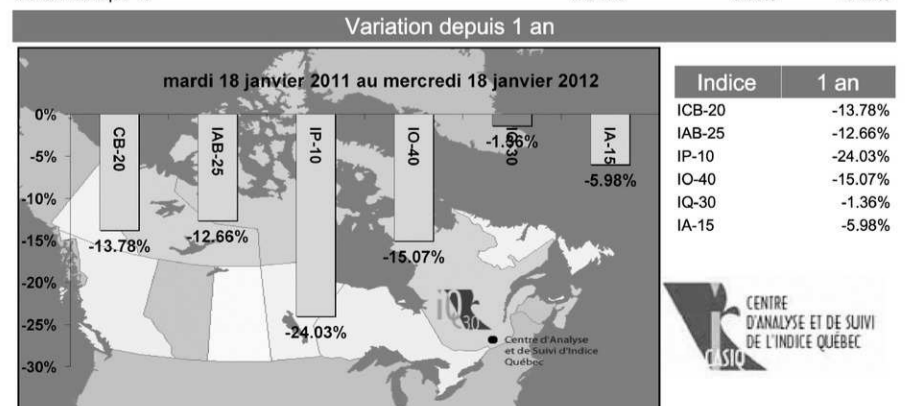 Variation depuis 1 an
mardi 18 janvier 2011 au mercredi 18 janvier 2012
0%
-5%
-10%
-15%
-20%
-25%
-30%
CB-20
IAB-25
IP-10
IO-40
IQ-30
IA-15
-13.78%
-12.66%
-24.03%
-15.07%
-1.36%
-5.98%
iQ
30
Centre d'Analyse
et de Suivi d'Indice
Québec
Indice 1 an
ICB-20 -13.78%
IAB-25 -12.66%
IP-10 -24.03%
IO-40 -15.07%
IQ-30 -1.36%
IA-15 -5.98%
CASIQ
CENTRE
D'ANALYSE ET DE SUIVI
DE L'INDICE QUÉBEC